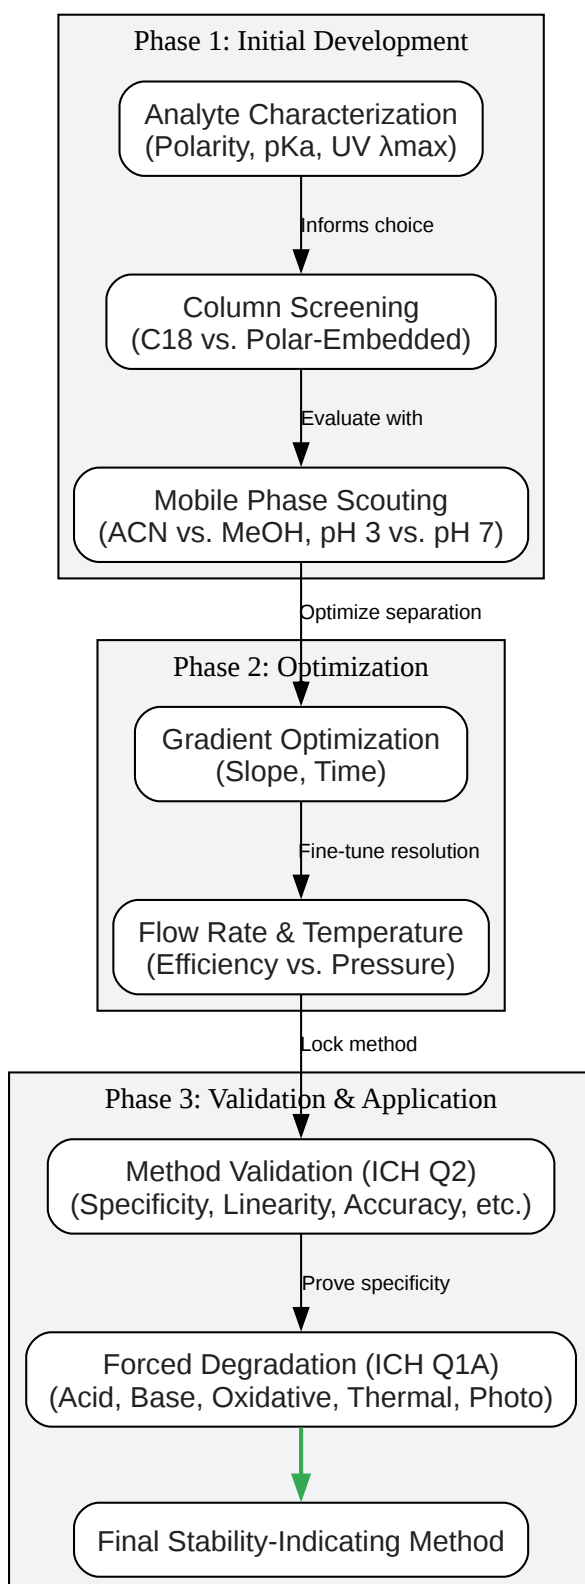 Phase 1: Initial Development
Analyte Characterization
(Polarity, pKa, UV λmax)
Informs choice
Column Screening
(C18 vs. Polar-Embedded)
Evaluate with
Mobile Phase Scouting
(ACN vs. MeOH, pH 3 vs. pH 7)
Optimize separation
Phase 2: Optimization
Gradient Optimization
(Slope, Time)
Fine-tune resolution
Flow Rate & Temperature
(Efficiency vs. Pressure)
Lock method
Phase 3: Validation & Application
Method Validation (ICH Q2)
(Specificity, Linearity, Accuracy, etc.)
Prove specificity
Forced Degradation (ICH Q1A)
(Acid, Base, Oxidative, Thermal, Photo)
Final Stability-Indicating Method